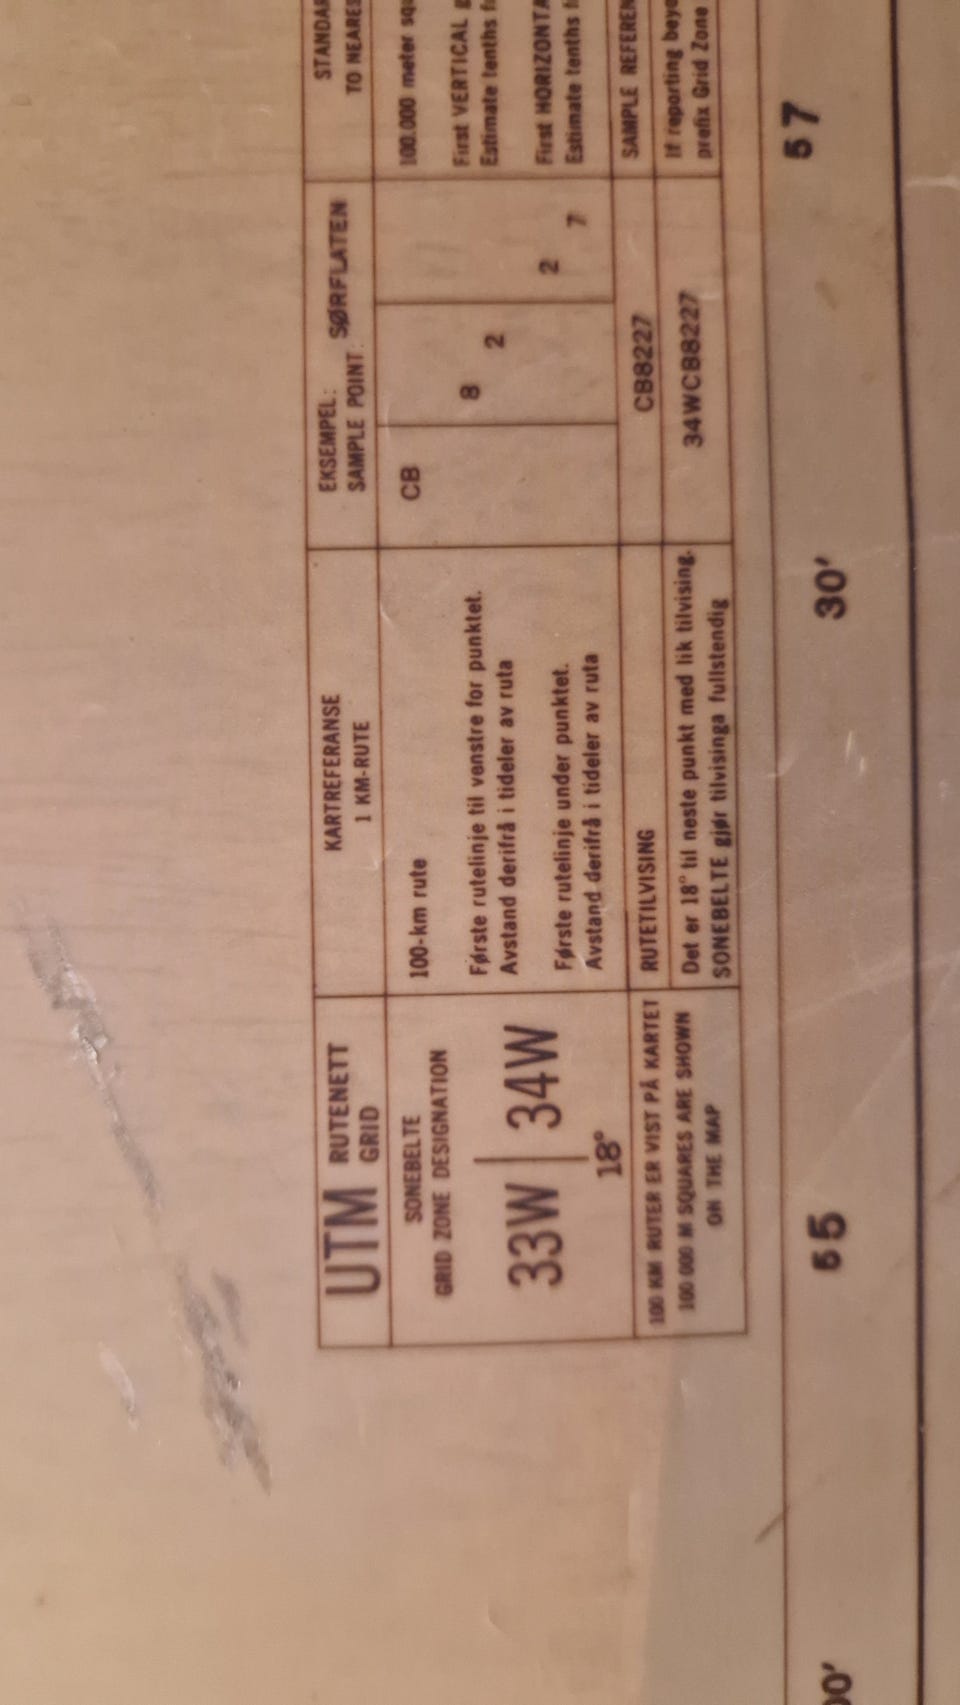 UTM RUTENETT
GRID
SONEBELTE
GRID ZONE DESIGNATION
33W | 34W
18°
100 KM RUTER ER VIST PÅ KARTET
100 000 M SQUARES ARE SHOWN
ON THE MAP
KARTREFERANSE
1 KM-RUTE
100-km rute
Første rutelinje til venstre for punktet.
Avstand derifrå i tideler av ruta
Første rutelinje under punktet.
Avstand derifrå i tideler av ruta
RUTETILVISING
Det er 18° til neste punkt med lik tilvising.
SONEBELTE gjør tilvisinga fullstendig
EKSEMPEL:
SAMPLE POINT: SØRFLATEN
CB
8
2
2
7
CB8227
34WCB8227
STANDAR
TO NEARES
100.000 meter squ
First VERTICAL g
Estimate tenths f
First HORIZONTA
Estimate tenths f
SAMPLE REFEREN
If reporting beyo
prefix Grid Zone
00′ 55 30′ 57